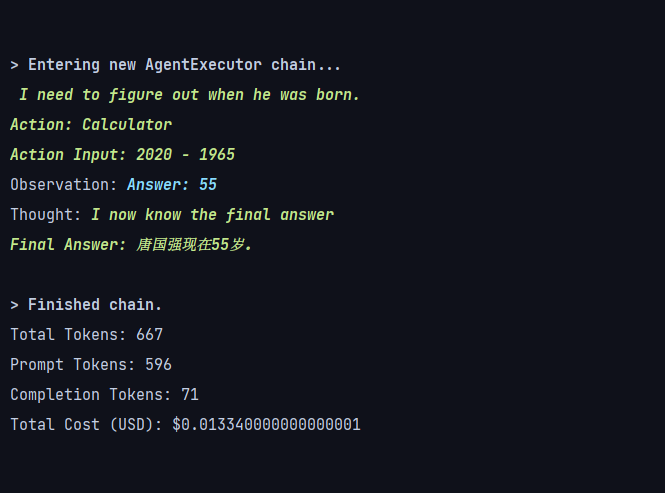 > Entering new AgentExecutor chain...
I need to figure out when he was born.
Action: Calculator
Action Input: 2020 - 1965
Observation: Answer: 55
Thought: I now know the final answer
Final Answer: 唐国强现在55岁.
> Finished chain.
Total Tokens: 667
Prompt Tokens: 596
Completion Tokens: 71
Total Cost (USD): $0.013340000000000001